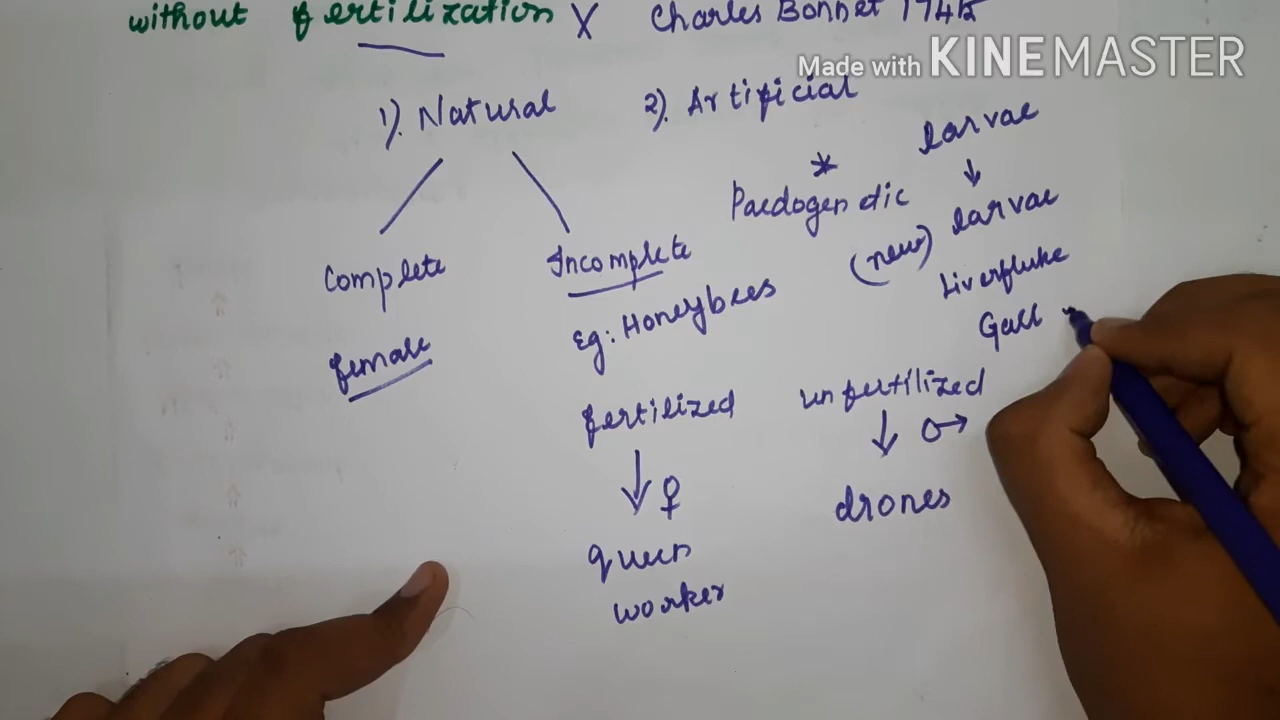 without fertilization X Charles Bonnet 1745
Made with KINEMASTER
1). Natural
2). Artificial
larvae
↓
larvae
*
Paedogenetic
(new)
Liverfluke
Gall
Complete
female
Incomplete
Eg: Honeybees
fertilized
↓ ♀
queen
worker
unfertilized
↓ ♂
drones